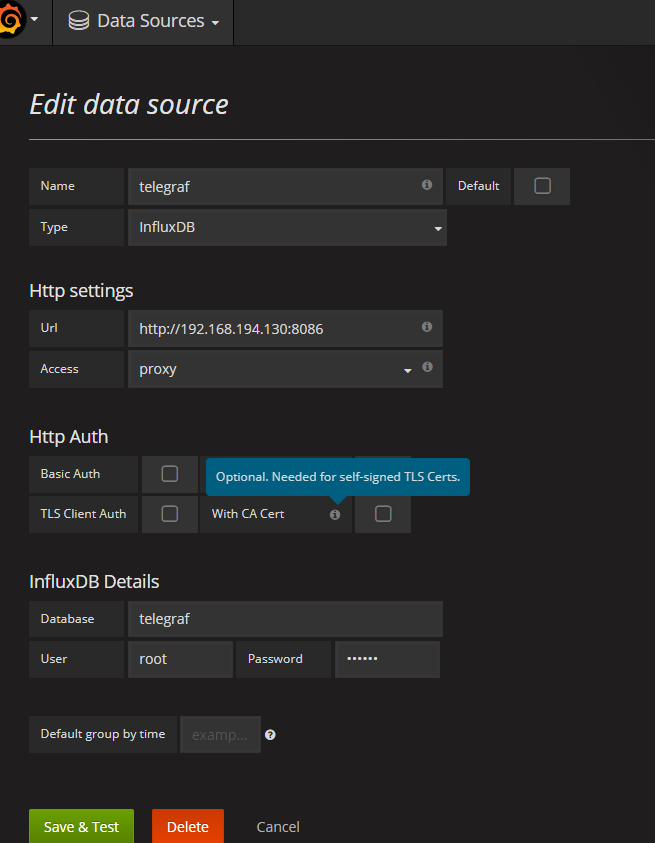 Data Sources
Edit data source
Name telegraf Default
Type InfluxDB
Http settings
Url http://192.168.194.130:8086
Access proxy
Http Auth
Basic Auth
Optional. Needed for self-signed TLS Certs.
TLS Client Auth With CA Cert
InfluxDB Details
Database telegraf
User root Password ••••••
Default group by time examp...
Save & Test Delete Cancel